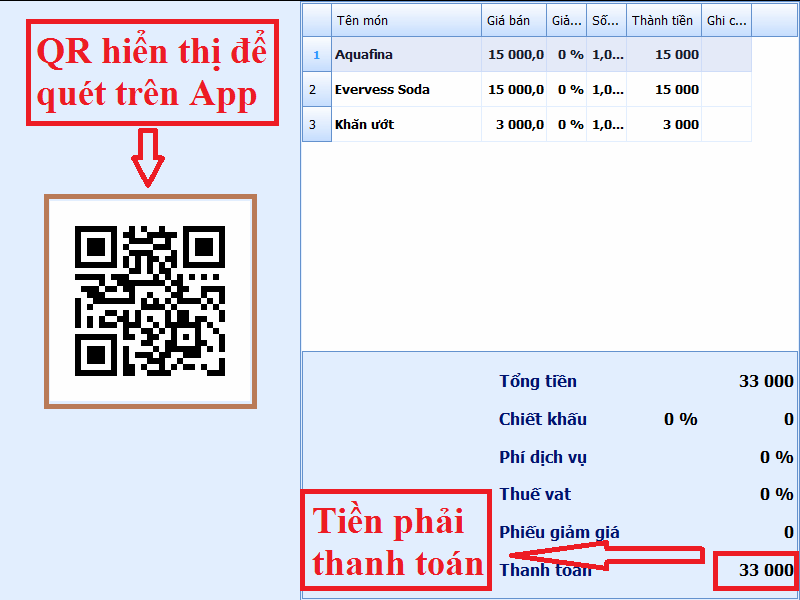 QR hiển thị để
quét trên App
Tên món Giá bán Giả... Số... Thành tiền Ghi c...
1 Aquafina 15 000,0 0 % 1,0... 15 000
2 Evervess Soda 15 000,0 0 % 1,0... 15 000
3 Khăn ướt 3 000,0 0 % 1,0... 3 000
Tổng tiền 33 000
Chiết khấu 0 % 0
Phí dịch vụ 0 %
Thuế vat 0 %
Phiếu giảm giá 0
Thanh toán 33 000
Tiền phải
thanh toán